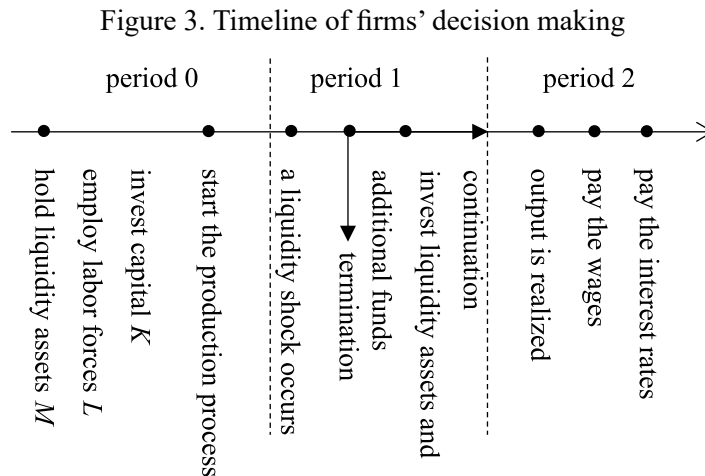 Figure 3. Timeline of firms’ decision making
period 0
period 1
period 2
hold liquidity assets M
employ labor forces L
invest capital K
start the production process
a liquidity shock occurs
termination
additional funds
invest liquidity assets and
continuation
output is realized
pay the wages
pay the interest rates